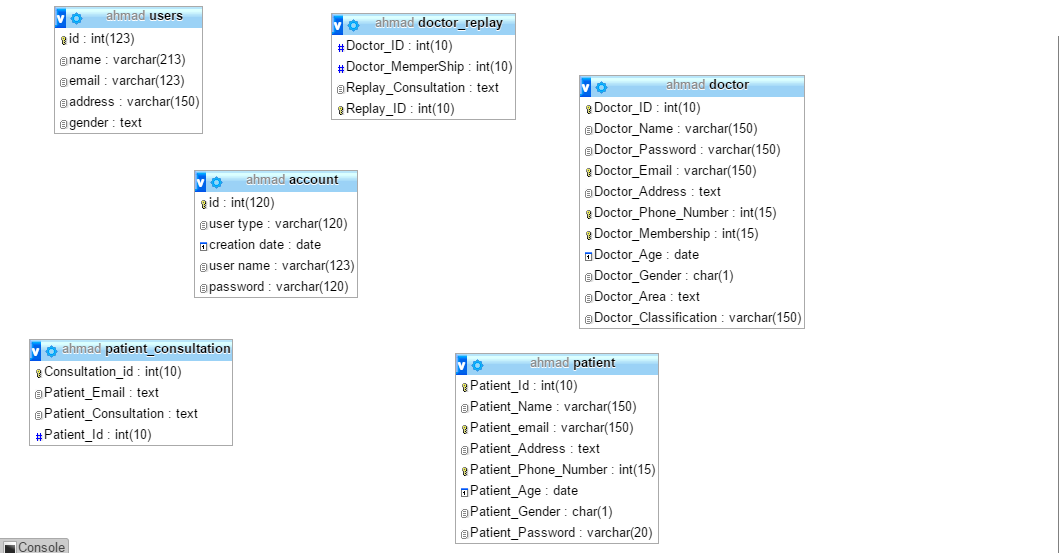 ahmad users
id : int(123)
name : varchar(213)
email : varchar(123)
address : varchar(150)
gender : text
ahmad doctor_replay
Doctor_ID : int(10)
Doctor_MemperShip : int(10)
Replay_Consultation : text
Replay_ID : int(10)
ahmad doctor
Doctor_ID : int(10)
Doctor_Name : varchar(150)
Doctor_Password : varchar(150)
Doctor_Email : varchar(150)
Doctor_Address : text
Doctor_Phone_Number : int(15)
Doctor_Membership : int(15)
Doctor_Age : date
Doctor_Gender : char(1)
Doctor_Area : text
Doctor_Classification : varchar(150)
ahmad account
id : int(120)
user type : varchar(120)
creation date : date
user name : varchar(123)
password : varchar(120)
ahmad patient_consultation
Consultation_id : int(10)
Patient_Email : text
Patient_Consultation : text
Patient_Id : int(10)
ahmad patient
Patient_Id : int(10)
Patient_Name : varchar(150)
Patient_email : varchar(150)
Patient_Address : text
Patient_Phone_Number : int(15)
Patient_Age : date
Patient_Gender : char(1)
Patient_Password : varchar(20)
Console